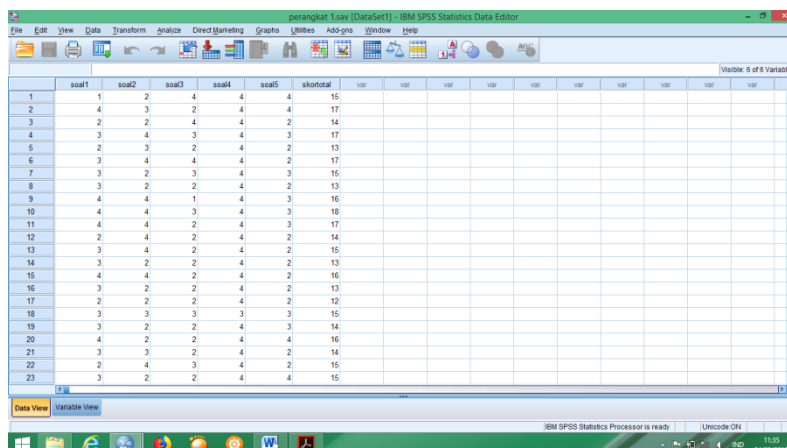 perangkat 1.sav [DataSet1] - IBM SPSS Statistics Data Editor
File Edit View Data Transform Analyze Direct Marketing Graphs Utilities Add-ons Window Help
Visible: 6 of 6 Variabl
soal1 soal2 soal3 soal4 soal5 skortotal var var var var var var var var
1 1 2 4 4 4 15
2 4 3 2 4 4 17
3 2 2 4 4 2 14
4 3 4 3 4 3 17
5 2 3 2 4 2 13
6 3 4 4 4 2 17
7 3 2 3 4 3 15
8 3 2 2 4 2 13
9 4 4 1 4 3 16
10 4 4 3 4 3 18
11 4 4 2 4 3 17
12 2 4 2 4 2 14
13 3 4 2 4 2 15
14 3 2 2 4 2 13
15 4 4 2 4 2 16
16 3 2 2 4 2 13
17 2 2 2 4 2 12
18 3 3 3 3 3 15
19 3 2 2 4 3 14
20 4 2 2 4 4 16
21 3 3 2 4 2 14
22 2 4 3 4 2 15
23 3 2 2 4 4 15
Data View Variable View
IBM SPSS Statistics Processor is ready Unicode:ON
IND 11:35